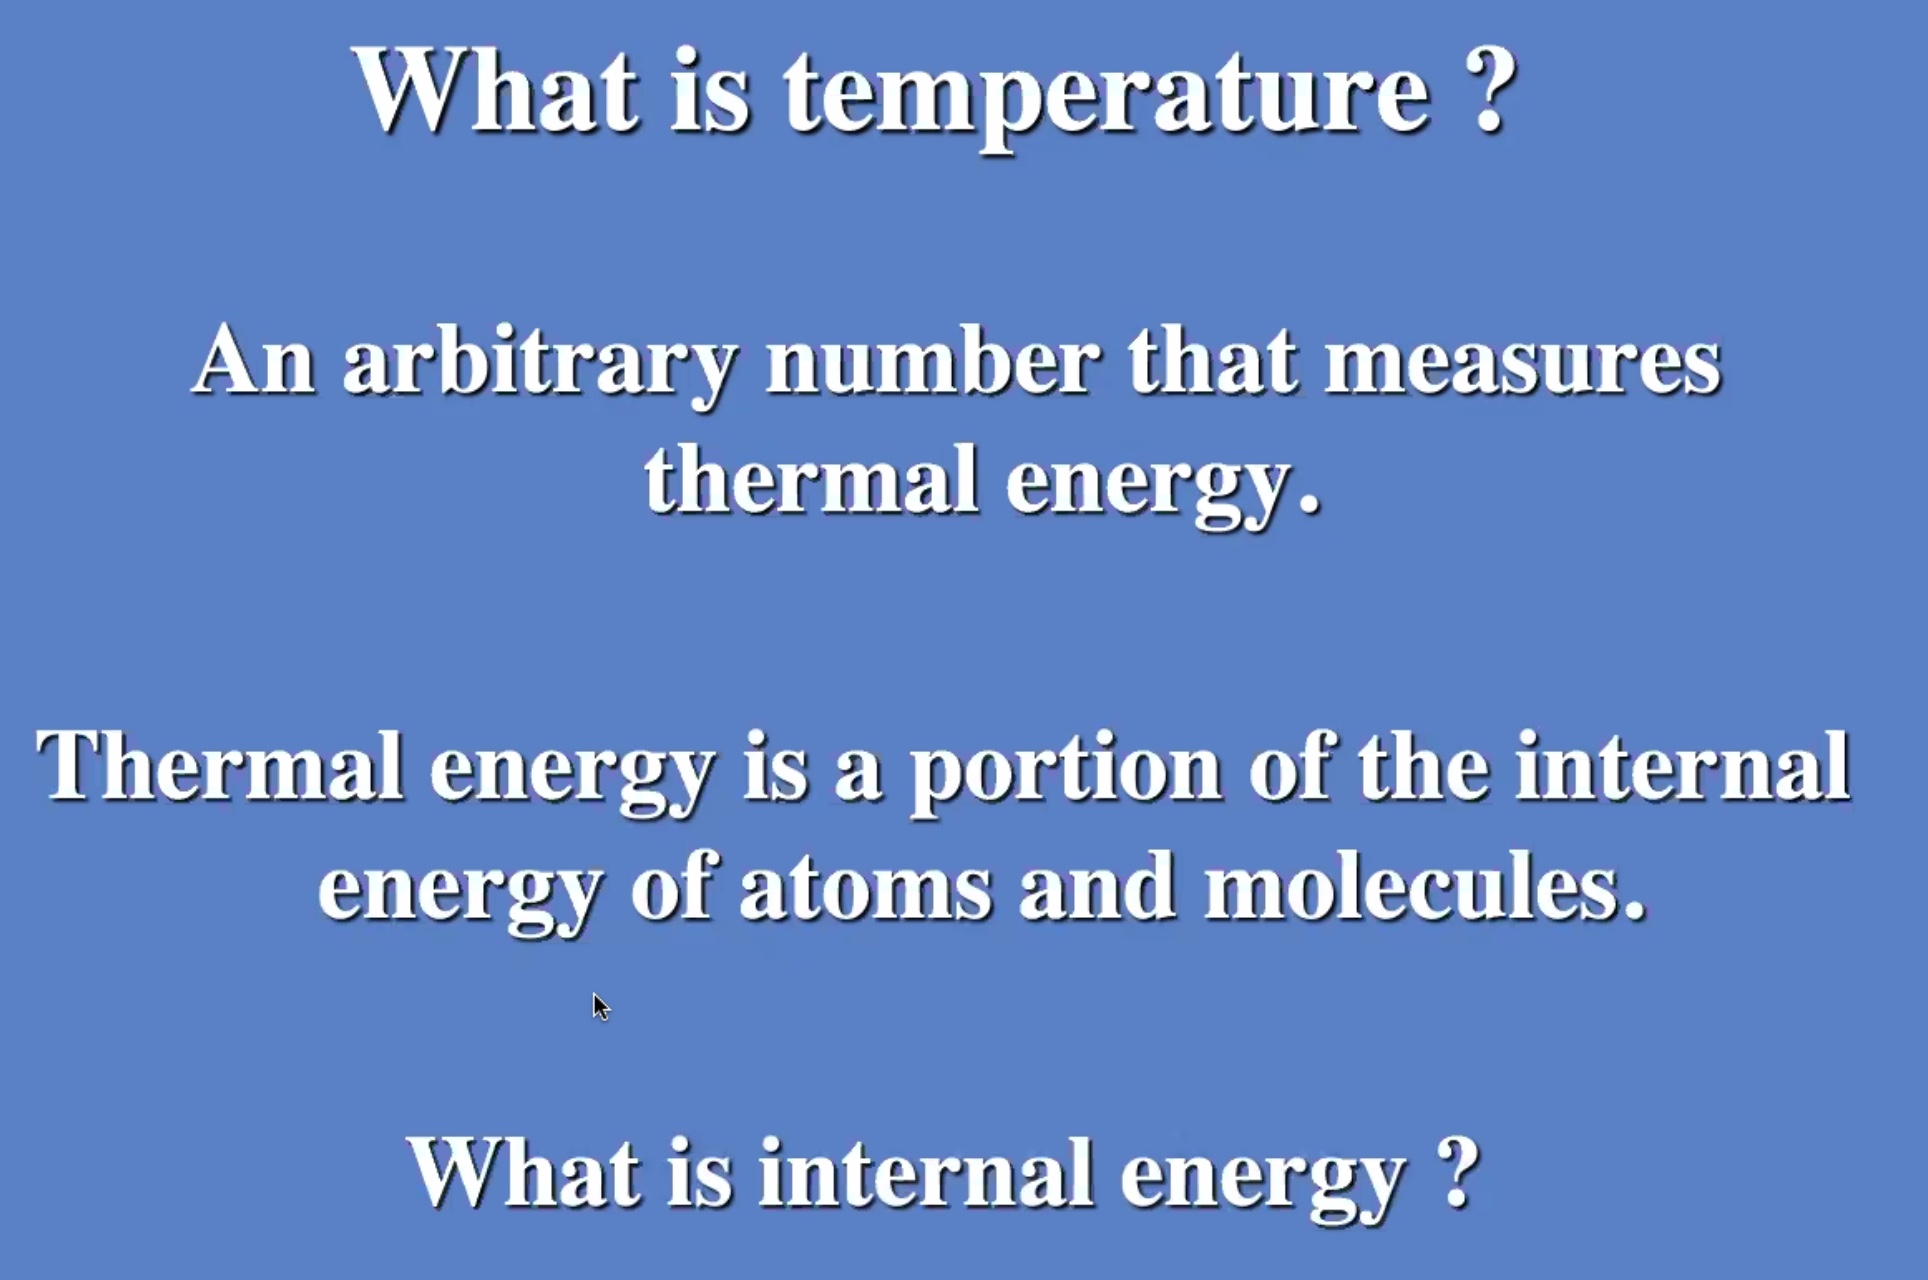 What is temperature ?
An arbitrary number that measures
thermal energy.
Thermal energy is a portion of the internal
energy of atoms and molecules.
What is internal energy ?